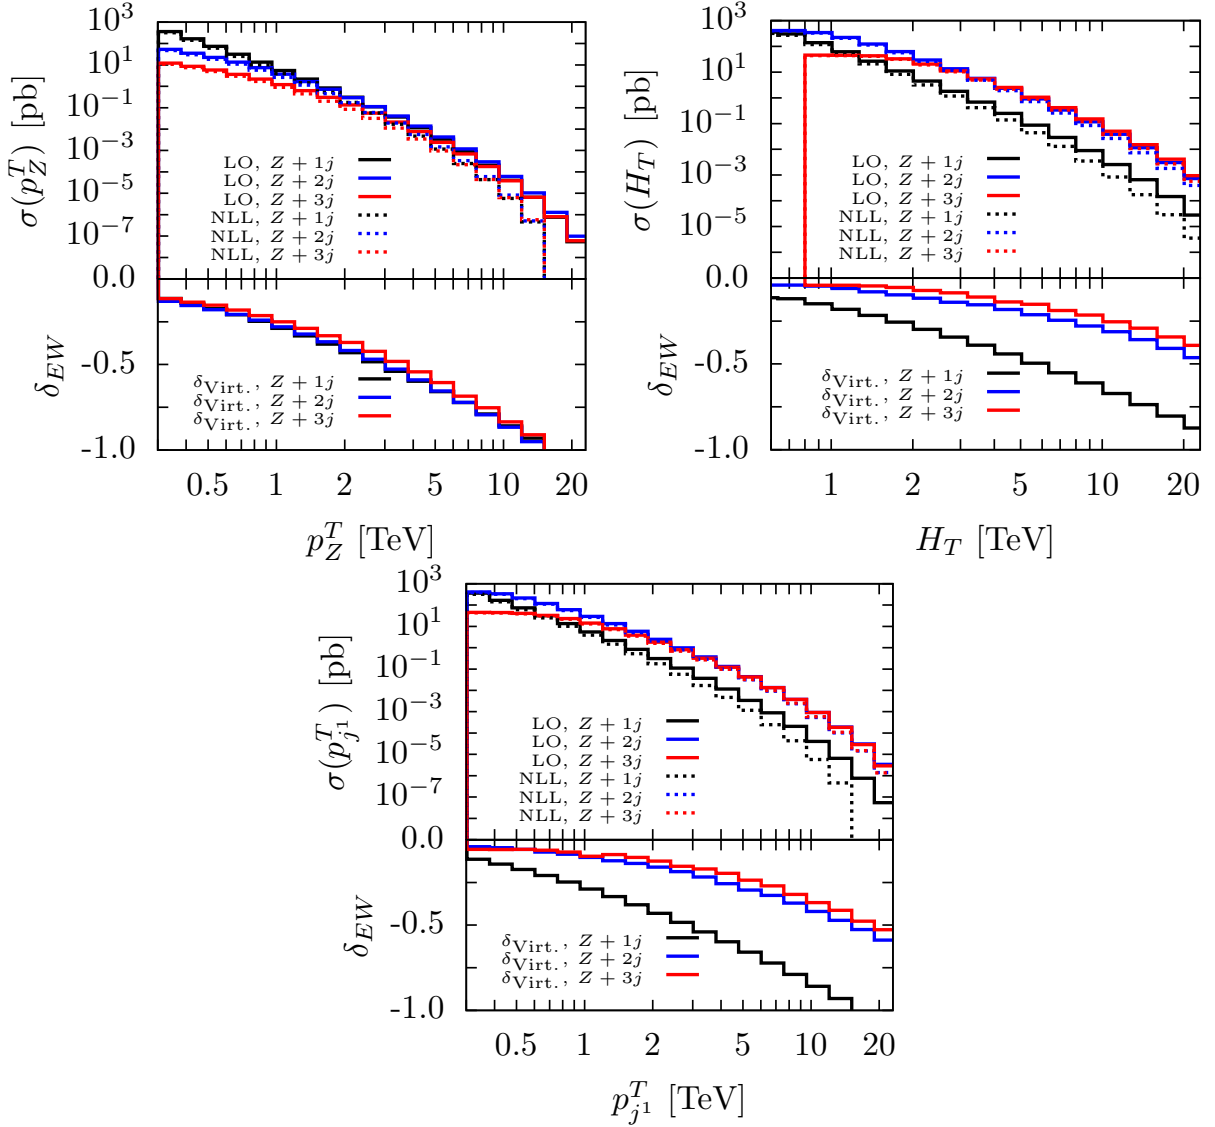 σ(p_Z^T) [pb]
10^3
10^1
10^-1
10^-3
10^-5
10^-7
0.0
LO, Z + 1j
LO, Z + 2j
LO, Z + 3j
NLL, Z + 1j
NLL, Z + 2j
NLL, Z + 3j
δ_EW
-0.5
-1.0
δ_Virt., Z + 1j
δ_Virt., Z + 2j
δ_Virt., Z + 3j
0.5 1 2 5 10 20
p_Z^T [TeV]
σ(H_T) [pb]
10^3
10^1
10^-1
10^-3
10^-5
0.0
LO, Z + 1j
LO, Z + 2j
LO, Z + 3j
NLL, Z + 1j
NLL, Z + 2j
NLL, Z + 3j
δ_EW
-0.5
-1.0
δ_Virt., Z + 1j
δ_Virt., Z + 2j
δ_Virt., Z + 3j
1 2 5 10 20
H_T [TeV]
σ(p_{j^1}^T) [pb]
10^3
10^1
10^-1
10^-3
10^-5
10^-7
0.0
LO, Z + 1j
LO, Z + 2j
LO, Z + 3j
NLL, Z + 1j
NLL, Z + 2j
NLL, Z + 3j
δ_EW
-0.5
-1.0
δ_Virt., Z + 1j
δ_Virt., Z + 2j
δ_Virt., Z + 3j
0.5 1 2 5 10 20
p_{j^1}^T [TeV]